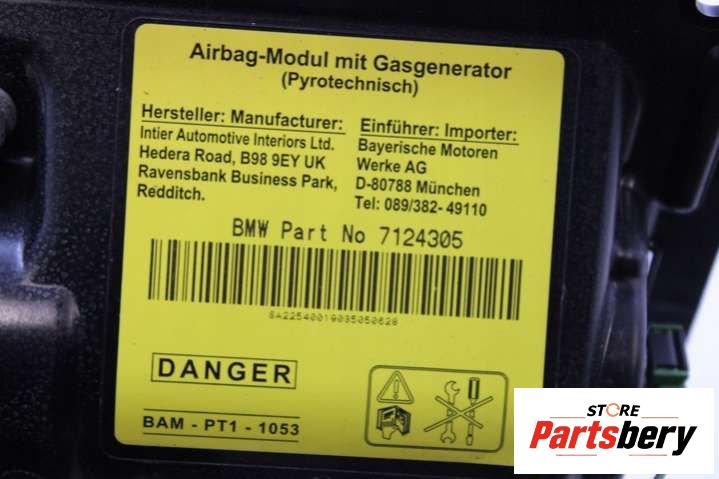 Airbag-Modul mit Gasgenerator
(Pyrotechnisch)
Hersteller: Manufacturer:
Intier Automotive Interiors Ltd.
Hedera Road, B98 9EY UK
Ravensbank Business Park,
Redditch.
Einführer: Importer:
Bayerische Motoren
Werke AG
D-80788 München
Tel: 089/382- 49110
BMW Part No 7124305
8A22540019035050628
DANGER
BAM - PT1 - 1053
STORE
Partsbery